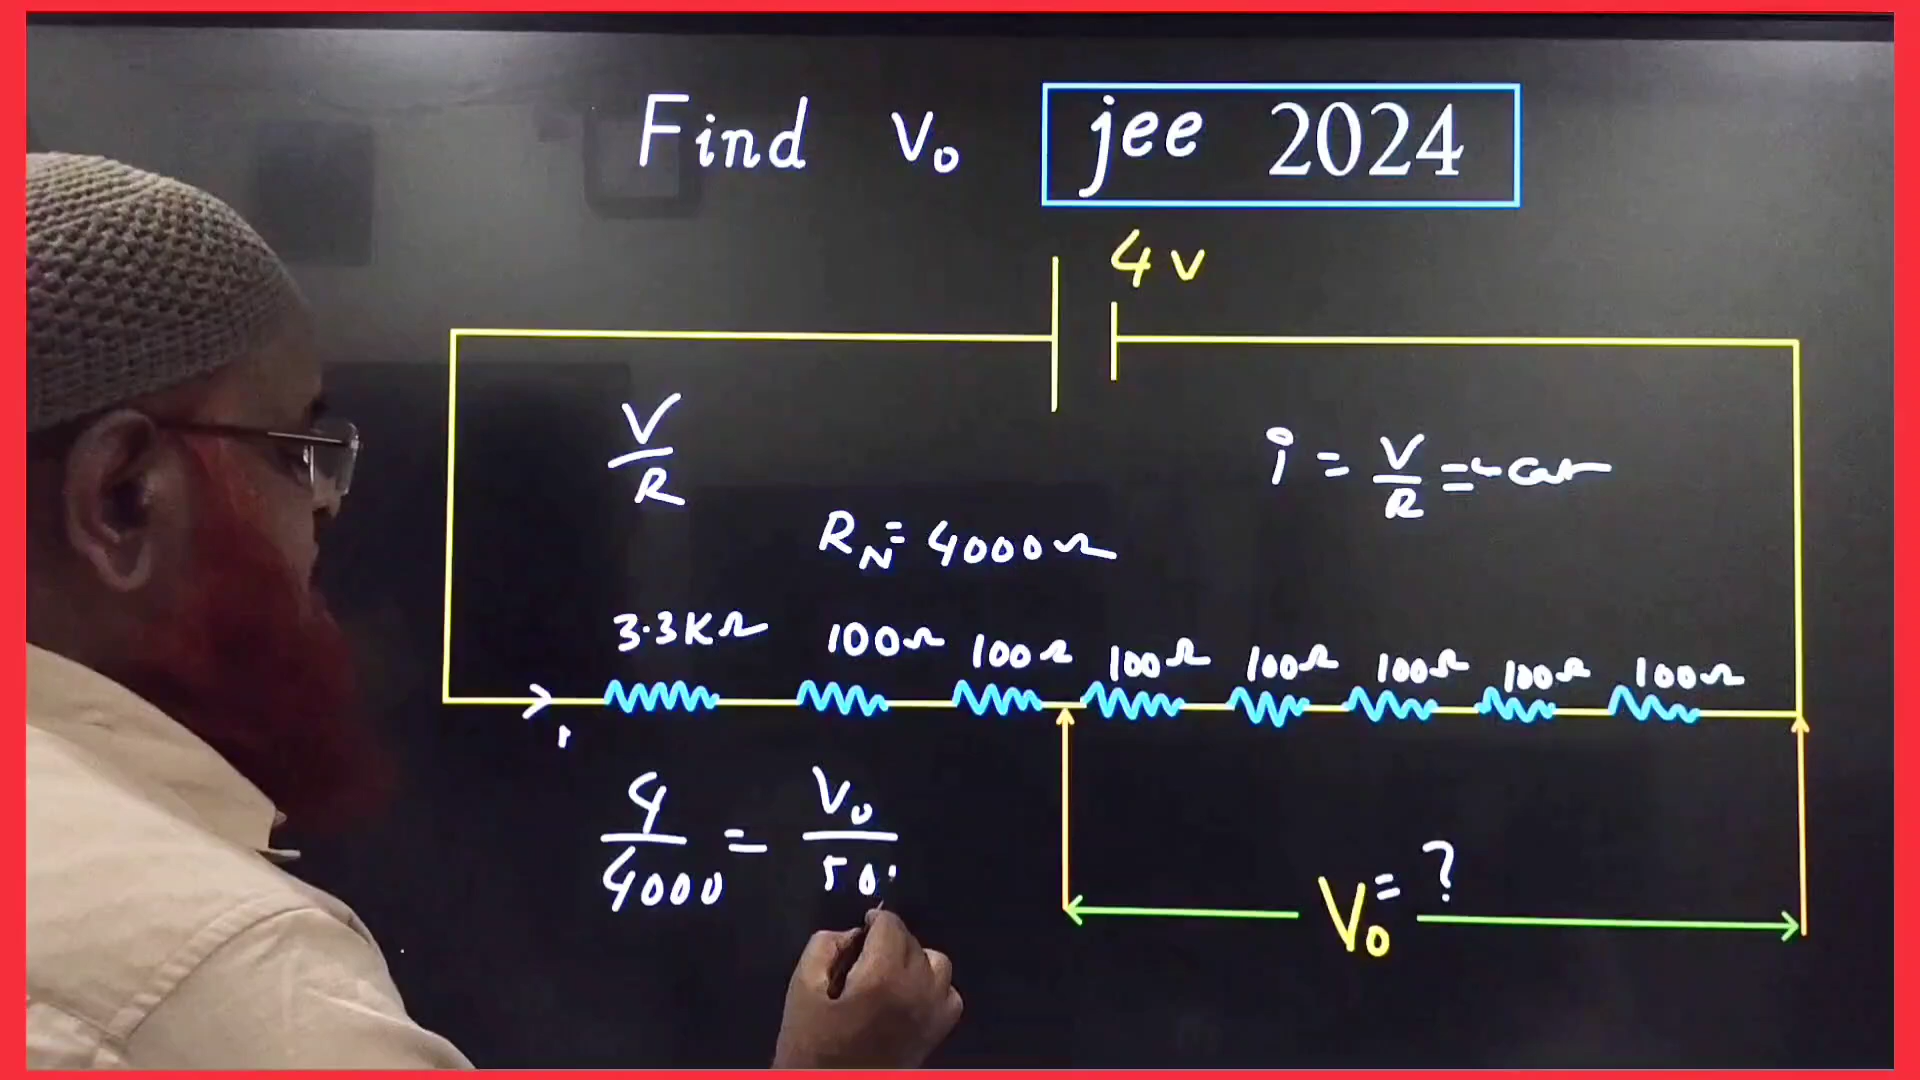 Find V₀ jee 2024
4 v
V/R
i = V/R =
R_N = 4000Ω
3.3KΩ 100Ω 100Ω 100Ω 100Ω 100Ω 100Ω 100Ω
4/4000 = V₀/50
V₀ = ?